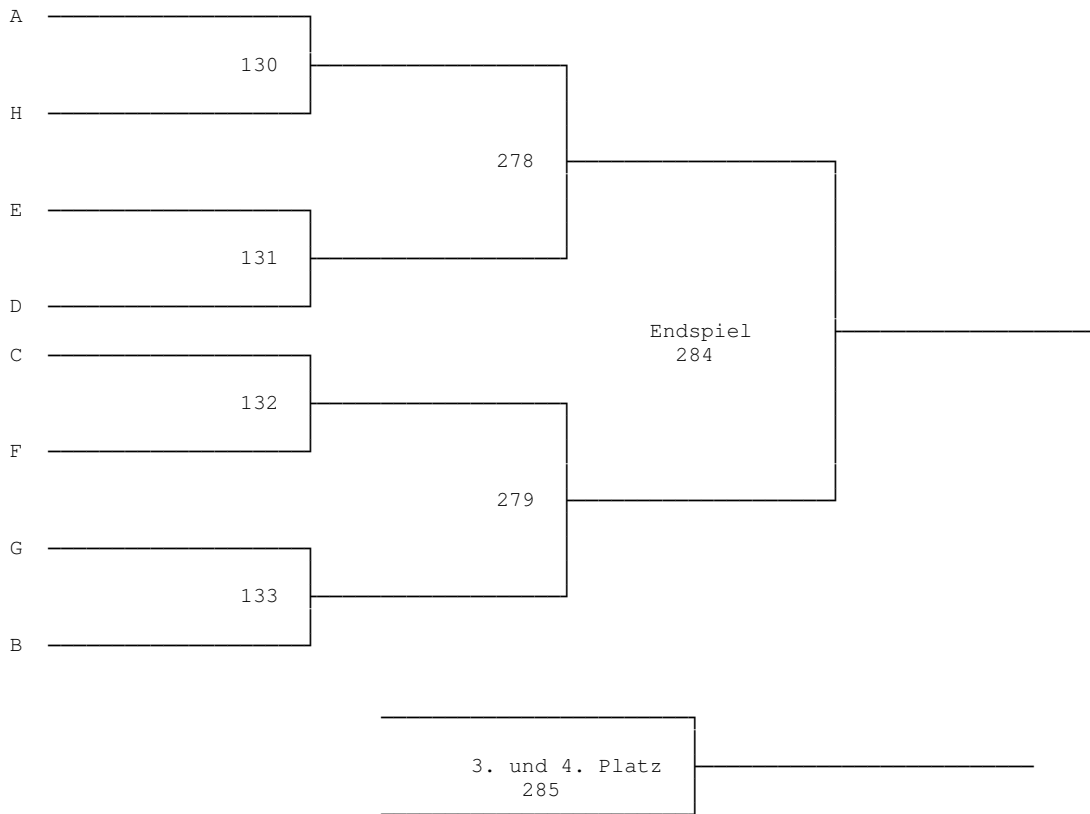 A
130
H
278
E
131
D
Endspiel
C
284
132
F
279
G
133
B
3. und 4. Platz
285